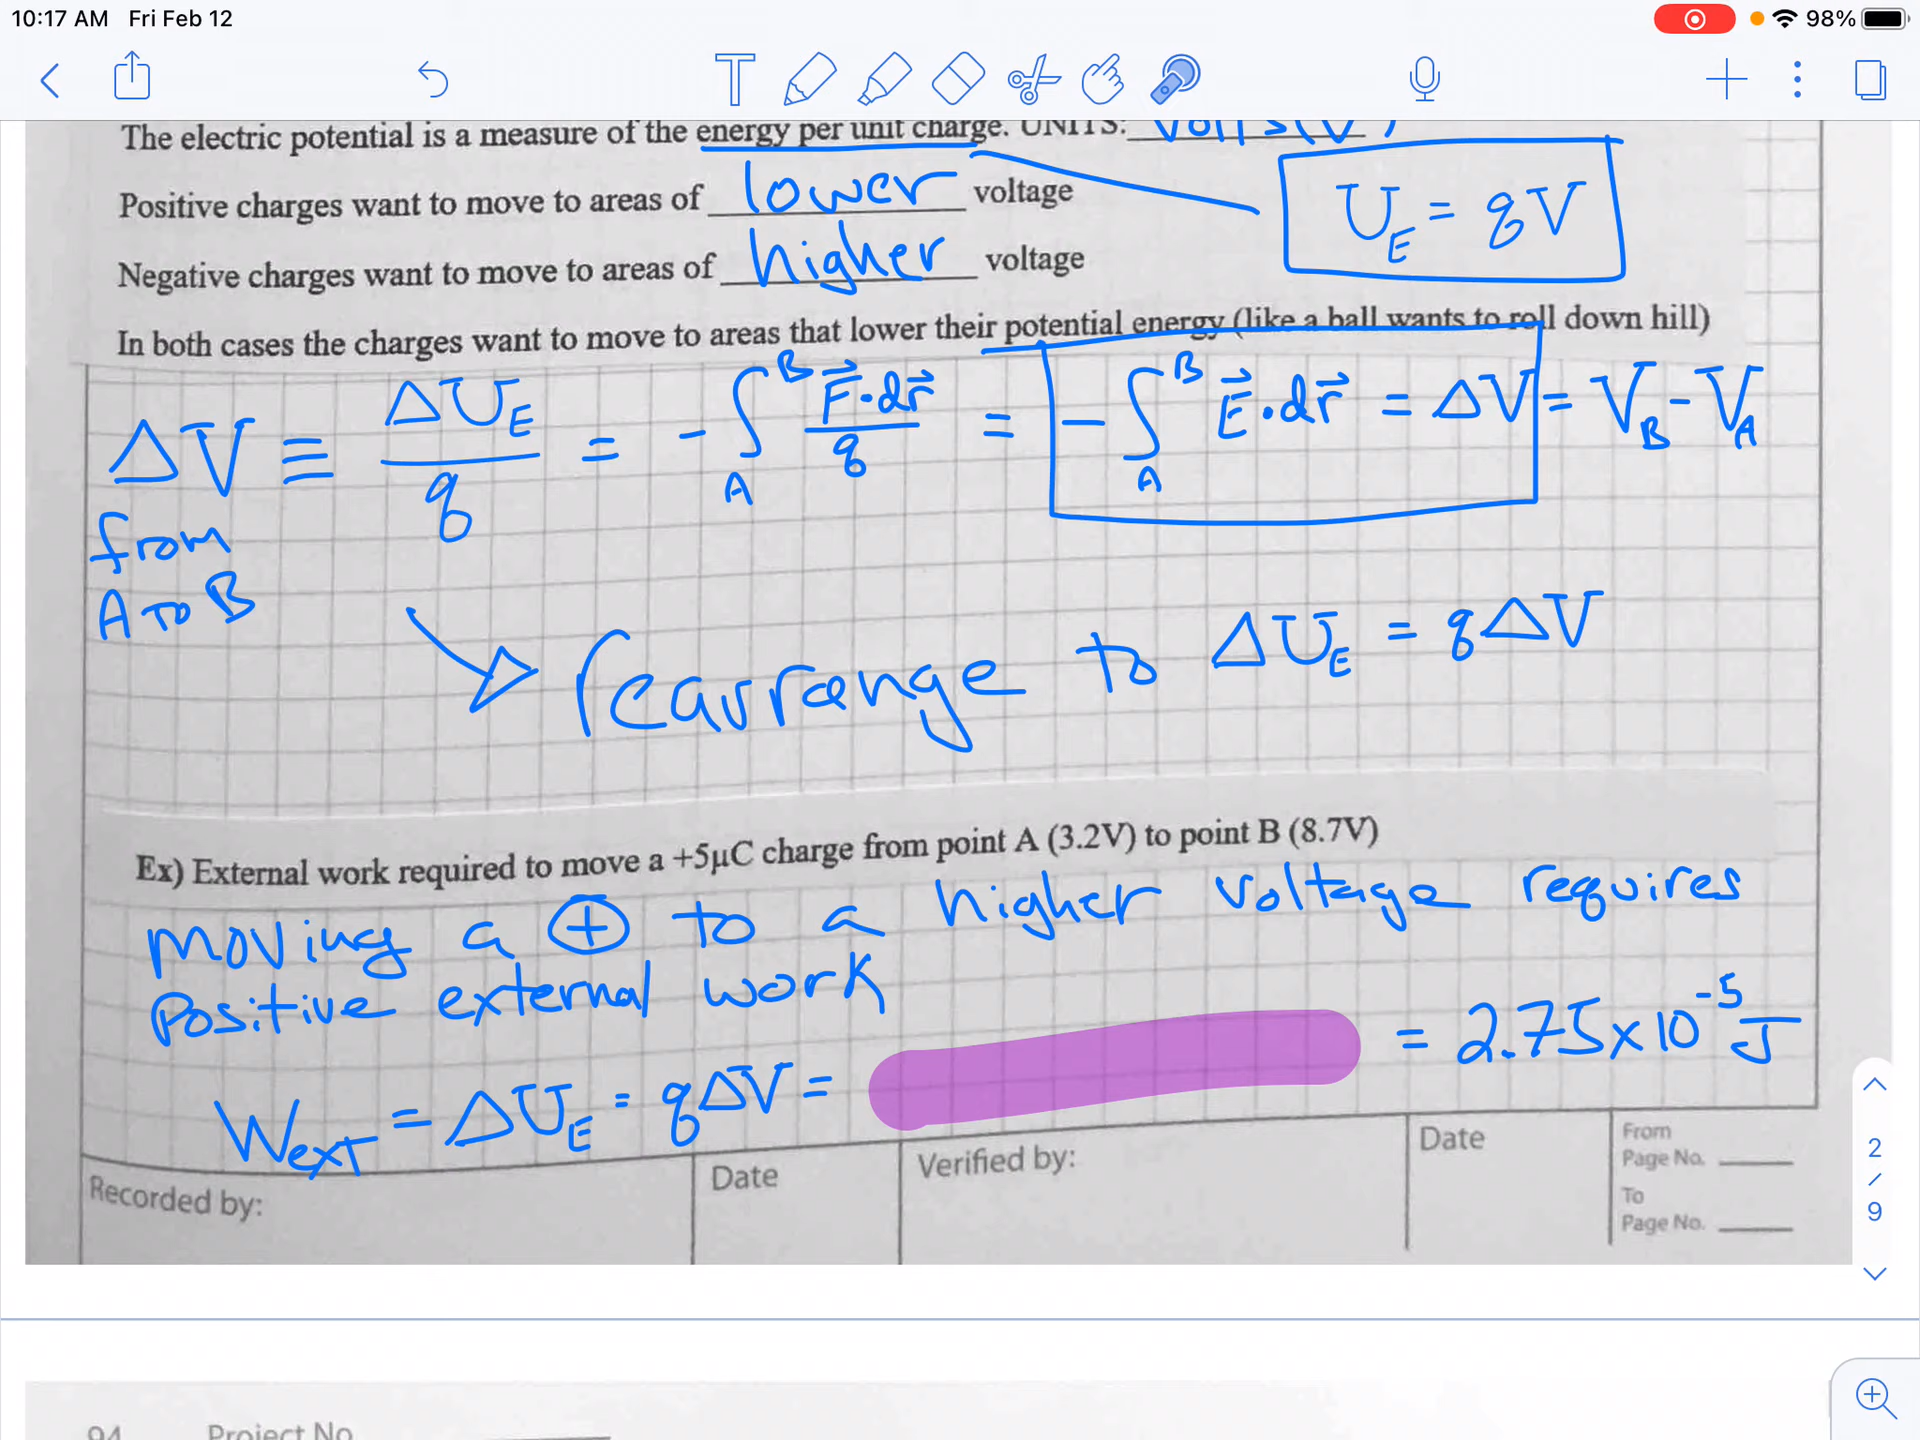 10:17 AM Fri Feb 12 98%
The electric potential is a measure of the energy per unit charge. UNITS: Volts (V)
Positive charges want to move to areas of lower voltage
U_E = qV
Negative charges want to move to areas of higher voltage
In both cases the charges want to move to areas that lower their potential energy (like a ball wants to roll down hill)
ΔV ≡ ΔU_E / q = - ∫_A^B F⃗·dr⃗ / q = - ∫_A^B E⃗·dr⃗ = ΔV = V_B - V_A
from
A TO B
rearrange to ΔU_E = qΔV
Ex) External work required to move a +5μC charge from point A (3.2V) to point B (8.7V)
moving a ⊕ to a higher voltage requires
Positive external work
W_EXT = ΔU_E = qΔV = = 2.75x10^-5 J
Recorded by: Date Verified by: Date From Page No.
To Page No.
2 / 9
94 Project No.